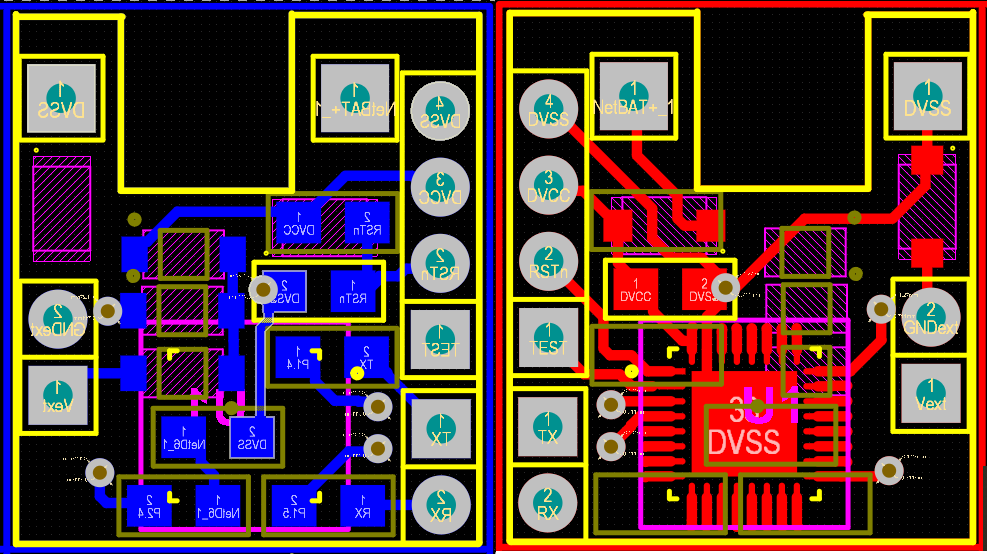 1
DVSS
1
NetBAT+_1
4
DVSS
3
DVCC
1
DVCC
2
RSTn
2
RSTn
2
DVSS
1
RSTn
2
GNDext
TEST
1
P1.4
2
TX
1
Vext
1
TX
1
NetD6_1
2
DVSS
2
P2.4
1
NetD6_1
2
P1.5
1
RX
2
RX
4
DVSS
1
NetBAT+_1
1
DVSS
3
DVCC
2
RSTn
1
DVCC
2
DVSS
2
GNDext
1
TEST
1
Vext
1
TX
DVSS
2
RX